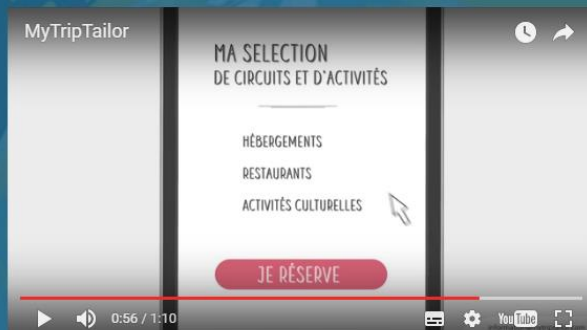 MyTripTailor
MA SELECTION
DE CIRCUITS ET D'ACTIVITÉS
HÉBERGEMENTS
RESTAURANTS
ACTIVITÉS CULTURELLES
JE RÉSERVE
0:56 / 1:10
YouTube